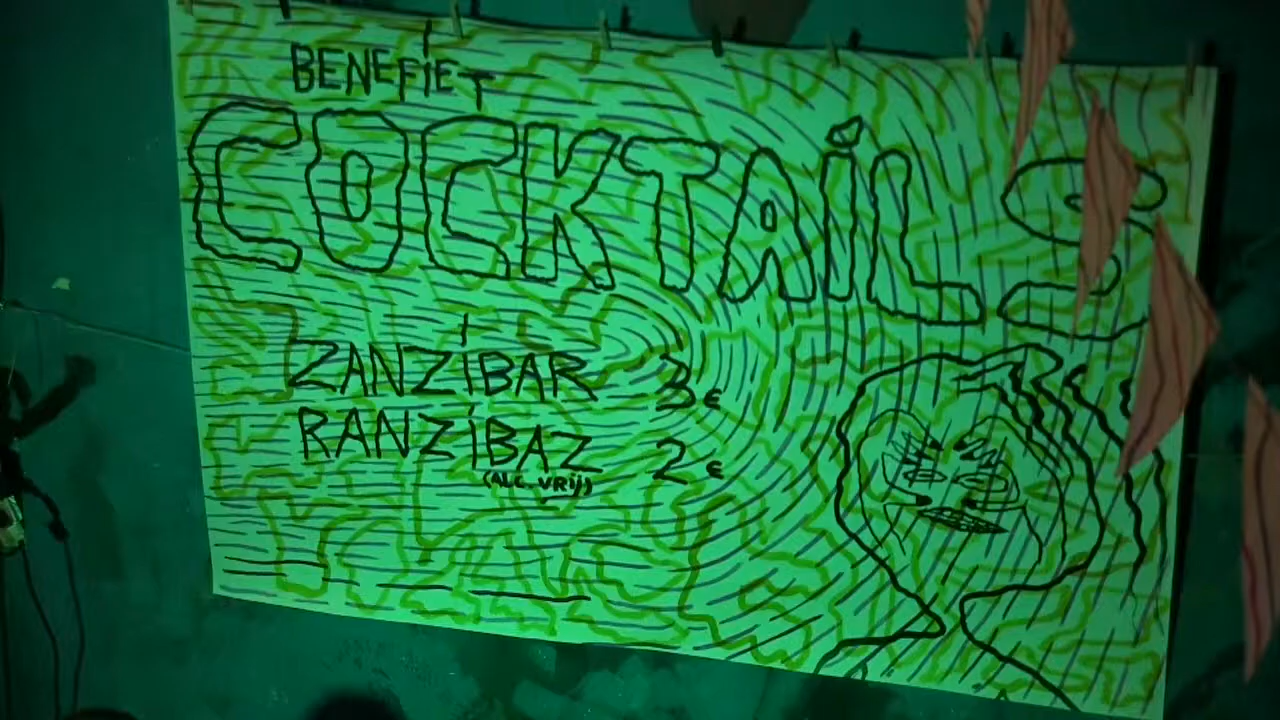 BENEFIET
COCKTAILS
ZANZIBAR 3€
RANZIBAZ 2€
(ALC. VRIJ)